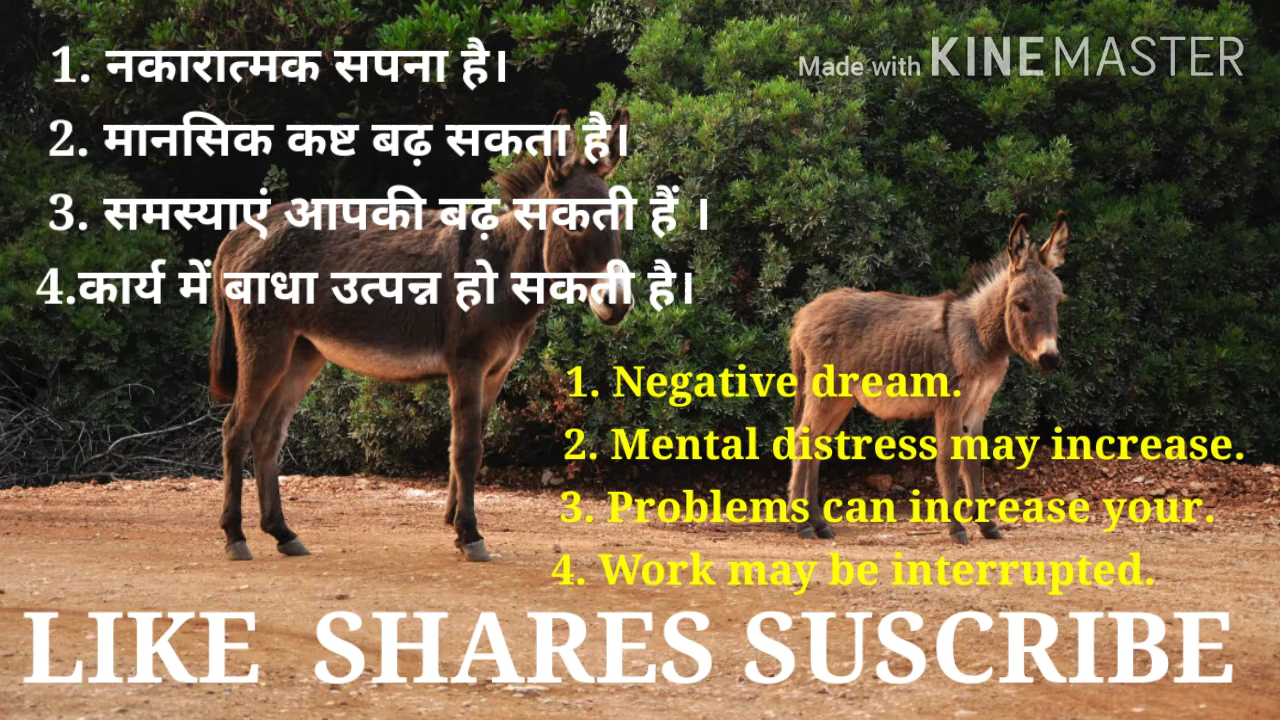 Made with KINEMASTER
1. नकारात्मक सपना है।
2. मानसिक कष्ट बढ़ सकता है।
3. समस्याएं आपकी बढ़ सकती हैं ।
4.कार्य में बाधा उत्पन्न हो सकती है।
1. Negative dream.
2. Mental distress may increase.
3. Problems can increase your.
4. Work may be interrupted.
LIKE SHARES SUSCRIBE